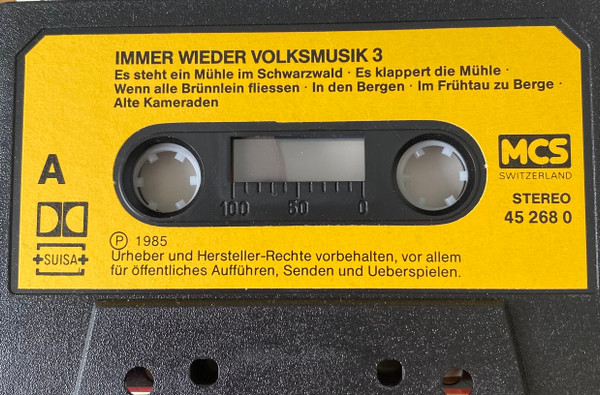 IMMER WIEDER VOLKSMUSIK 3
Es steht ein Mühle im Schwarzwald · Es klappert die Mühle ·
Wenn alle Brünnlein fliessen · In den Bergen · Im Frühtau zu Berge ·
Alte Kameraden
A
MCS
SWITZERLAND
STEREO
45 268 0
100 50 0
SUISA
Ⓟ 1985
Urheber und Hersteller-Rechte vorbehalten, vor allem
für öffentliches Aufführen, Senden und Ueberspielen.